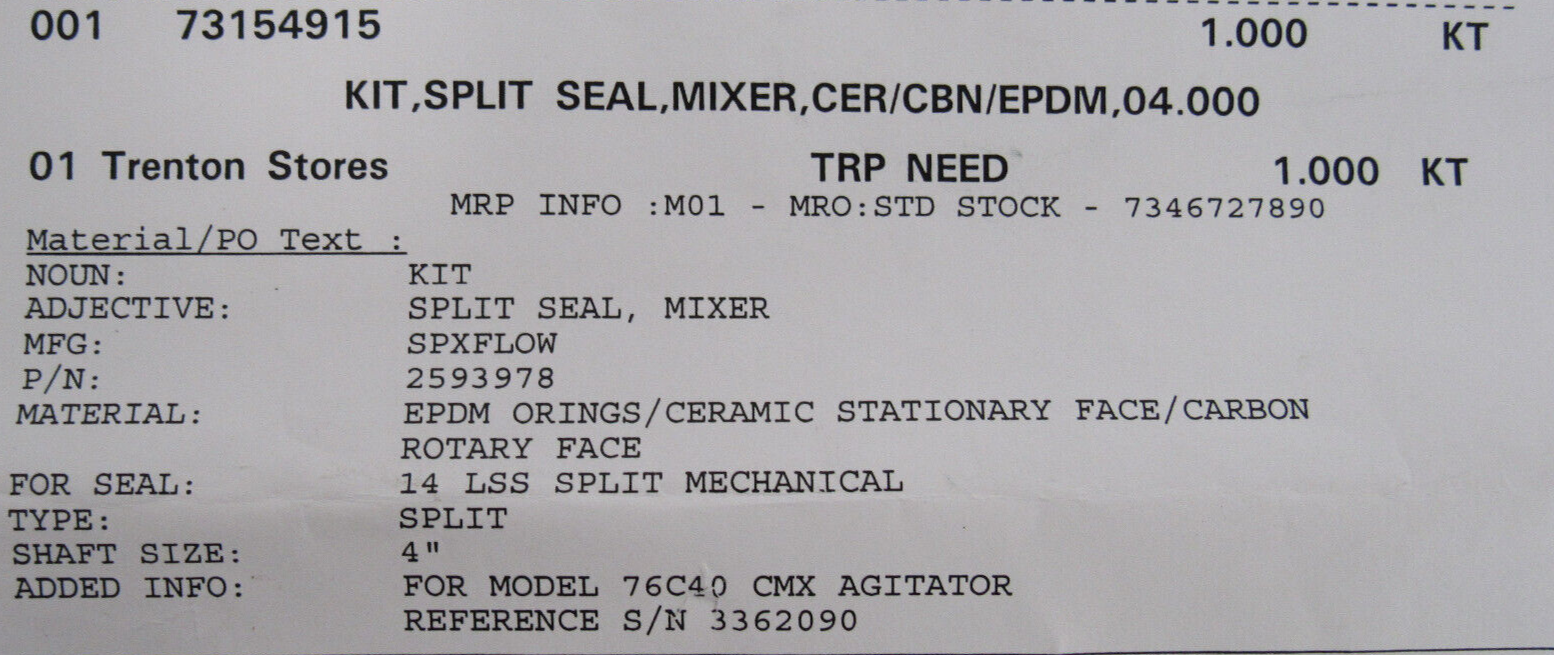 001 73154915 1.000 KT
KIT,SPLIT SEAL,MIXER,CER/CBN/EPDM,04.000
01 Trenton Stores TRP NEED 1.000 KT
MRP INFO :M01 - MRO:STD STOCK - 7346727890
Material/PO Text :
NOUN: KIT
ADJECTIVE: SPLIT SEAL, MIXER
MFG: SPXFLOW
P/N: 2593978
MATERIAL: EPDM ORINGS/CERAMIC STATIONARY FACE/CARBON
ROTARY FACE
FOR SEAL: 14 LSS SPLIT MECHANICAL
TYPE: SPLIT
SHAFT SIZE: 4"
ADDED INFO: FOR MODEL 76C40 CMX AGITATOR
REFERENCE S/N 3362090